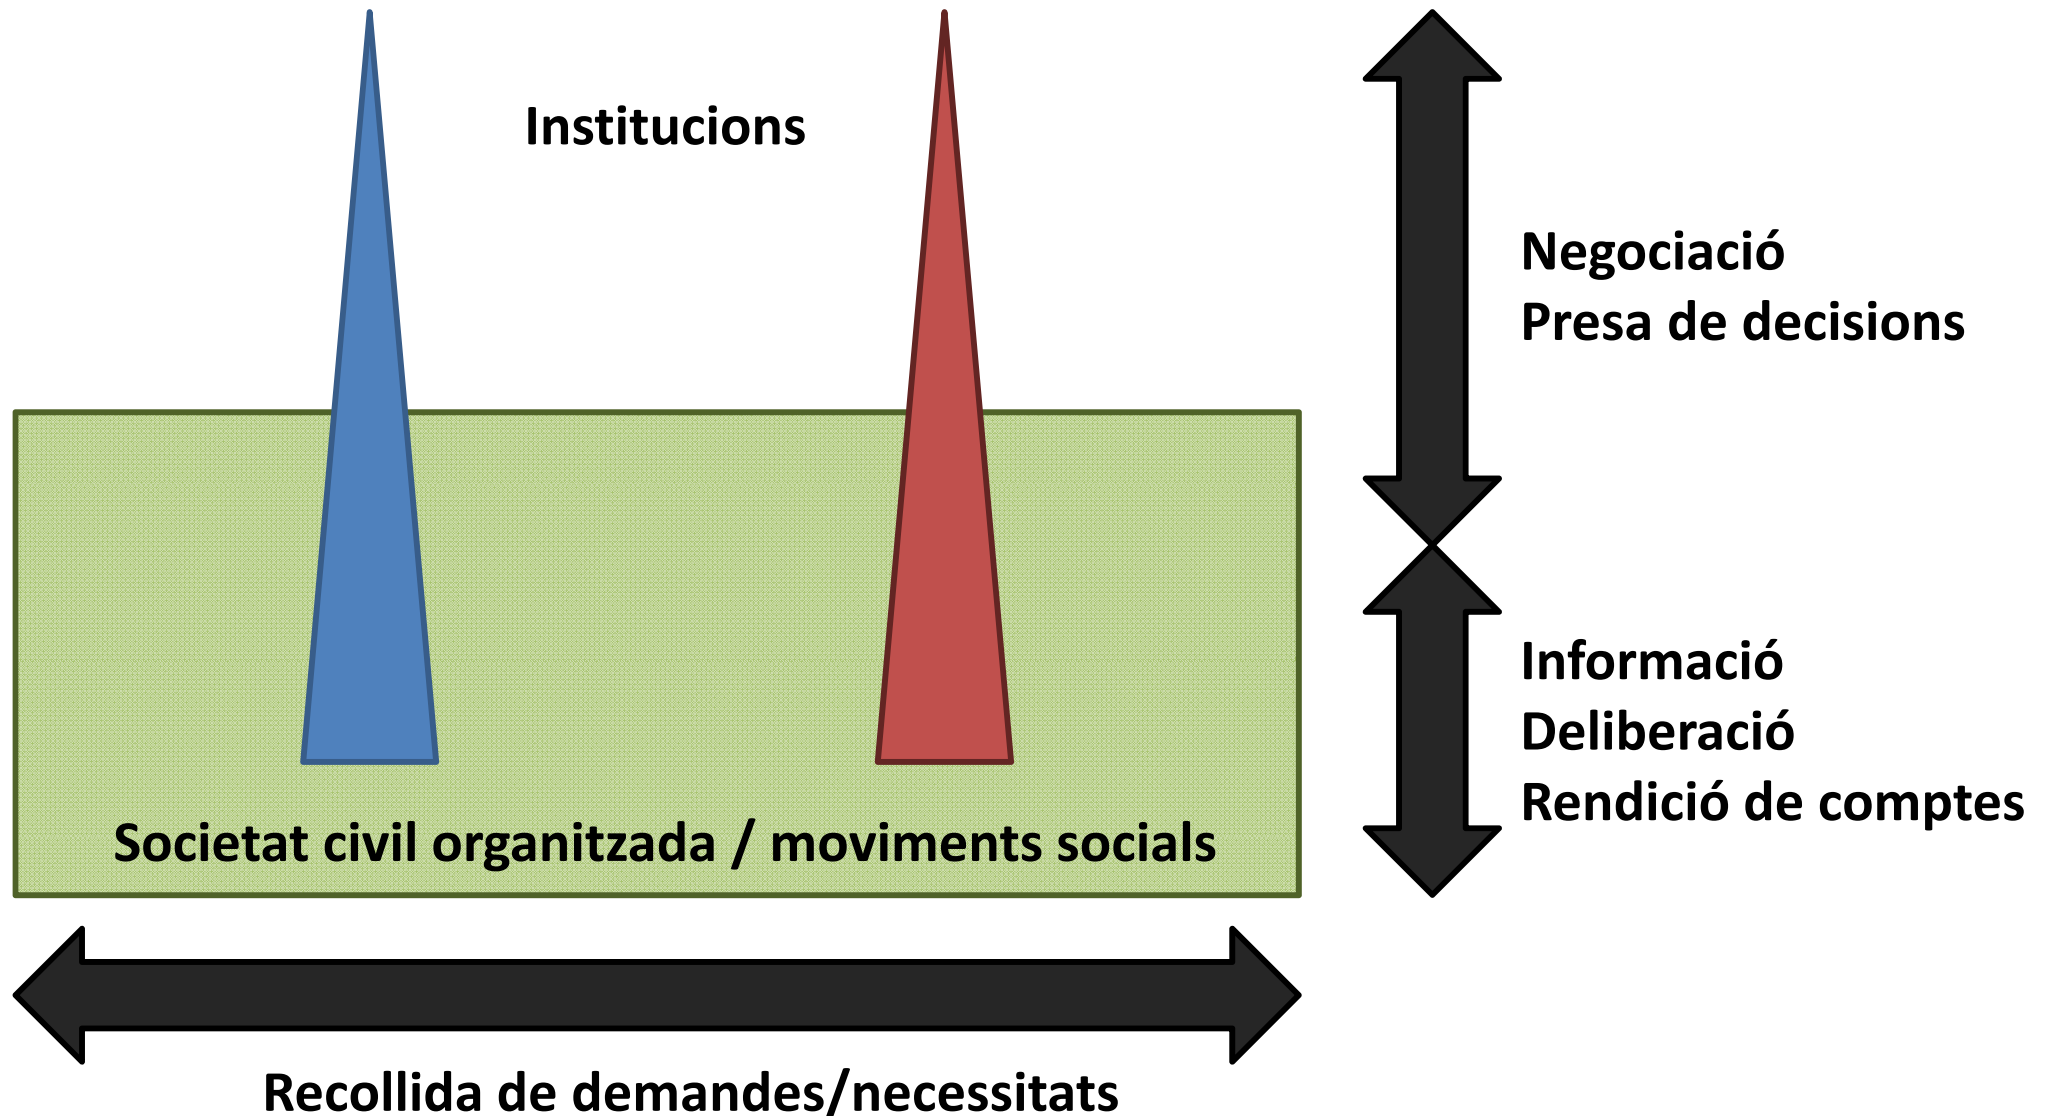 Institucions
Negociació
Presa de decisions
Informació
Deliberació
Rendició de comptes
Societat civil organitzada / moviments socials
Recollida de demandes/necessitats